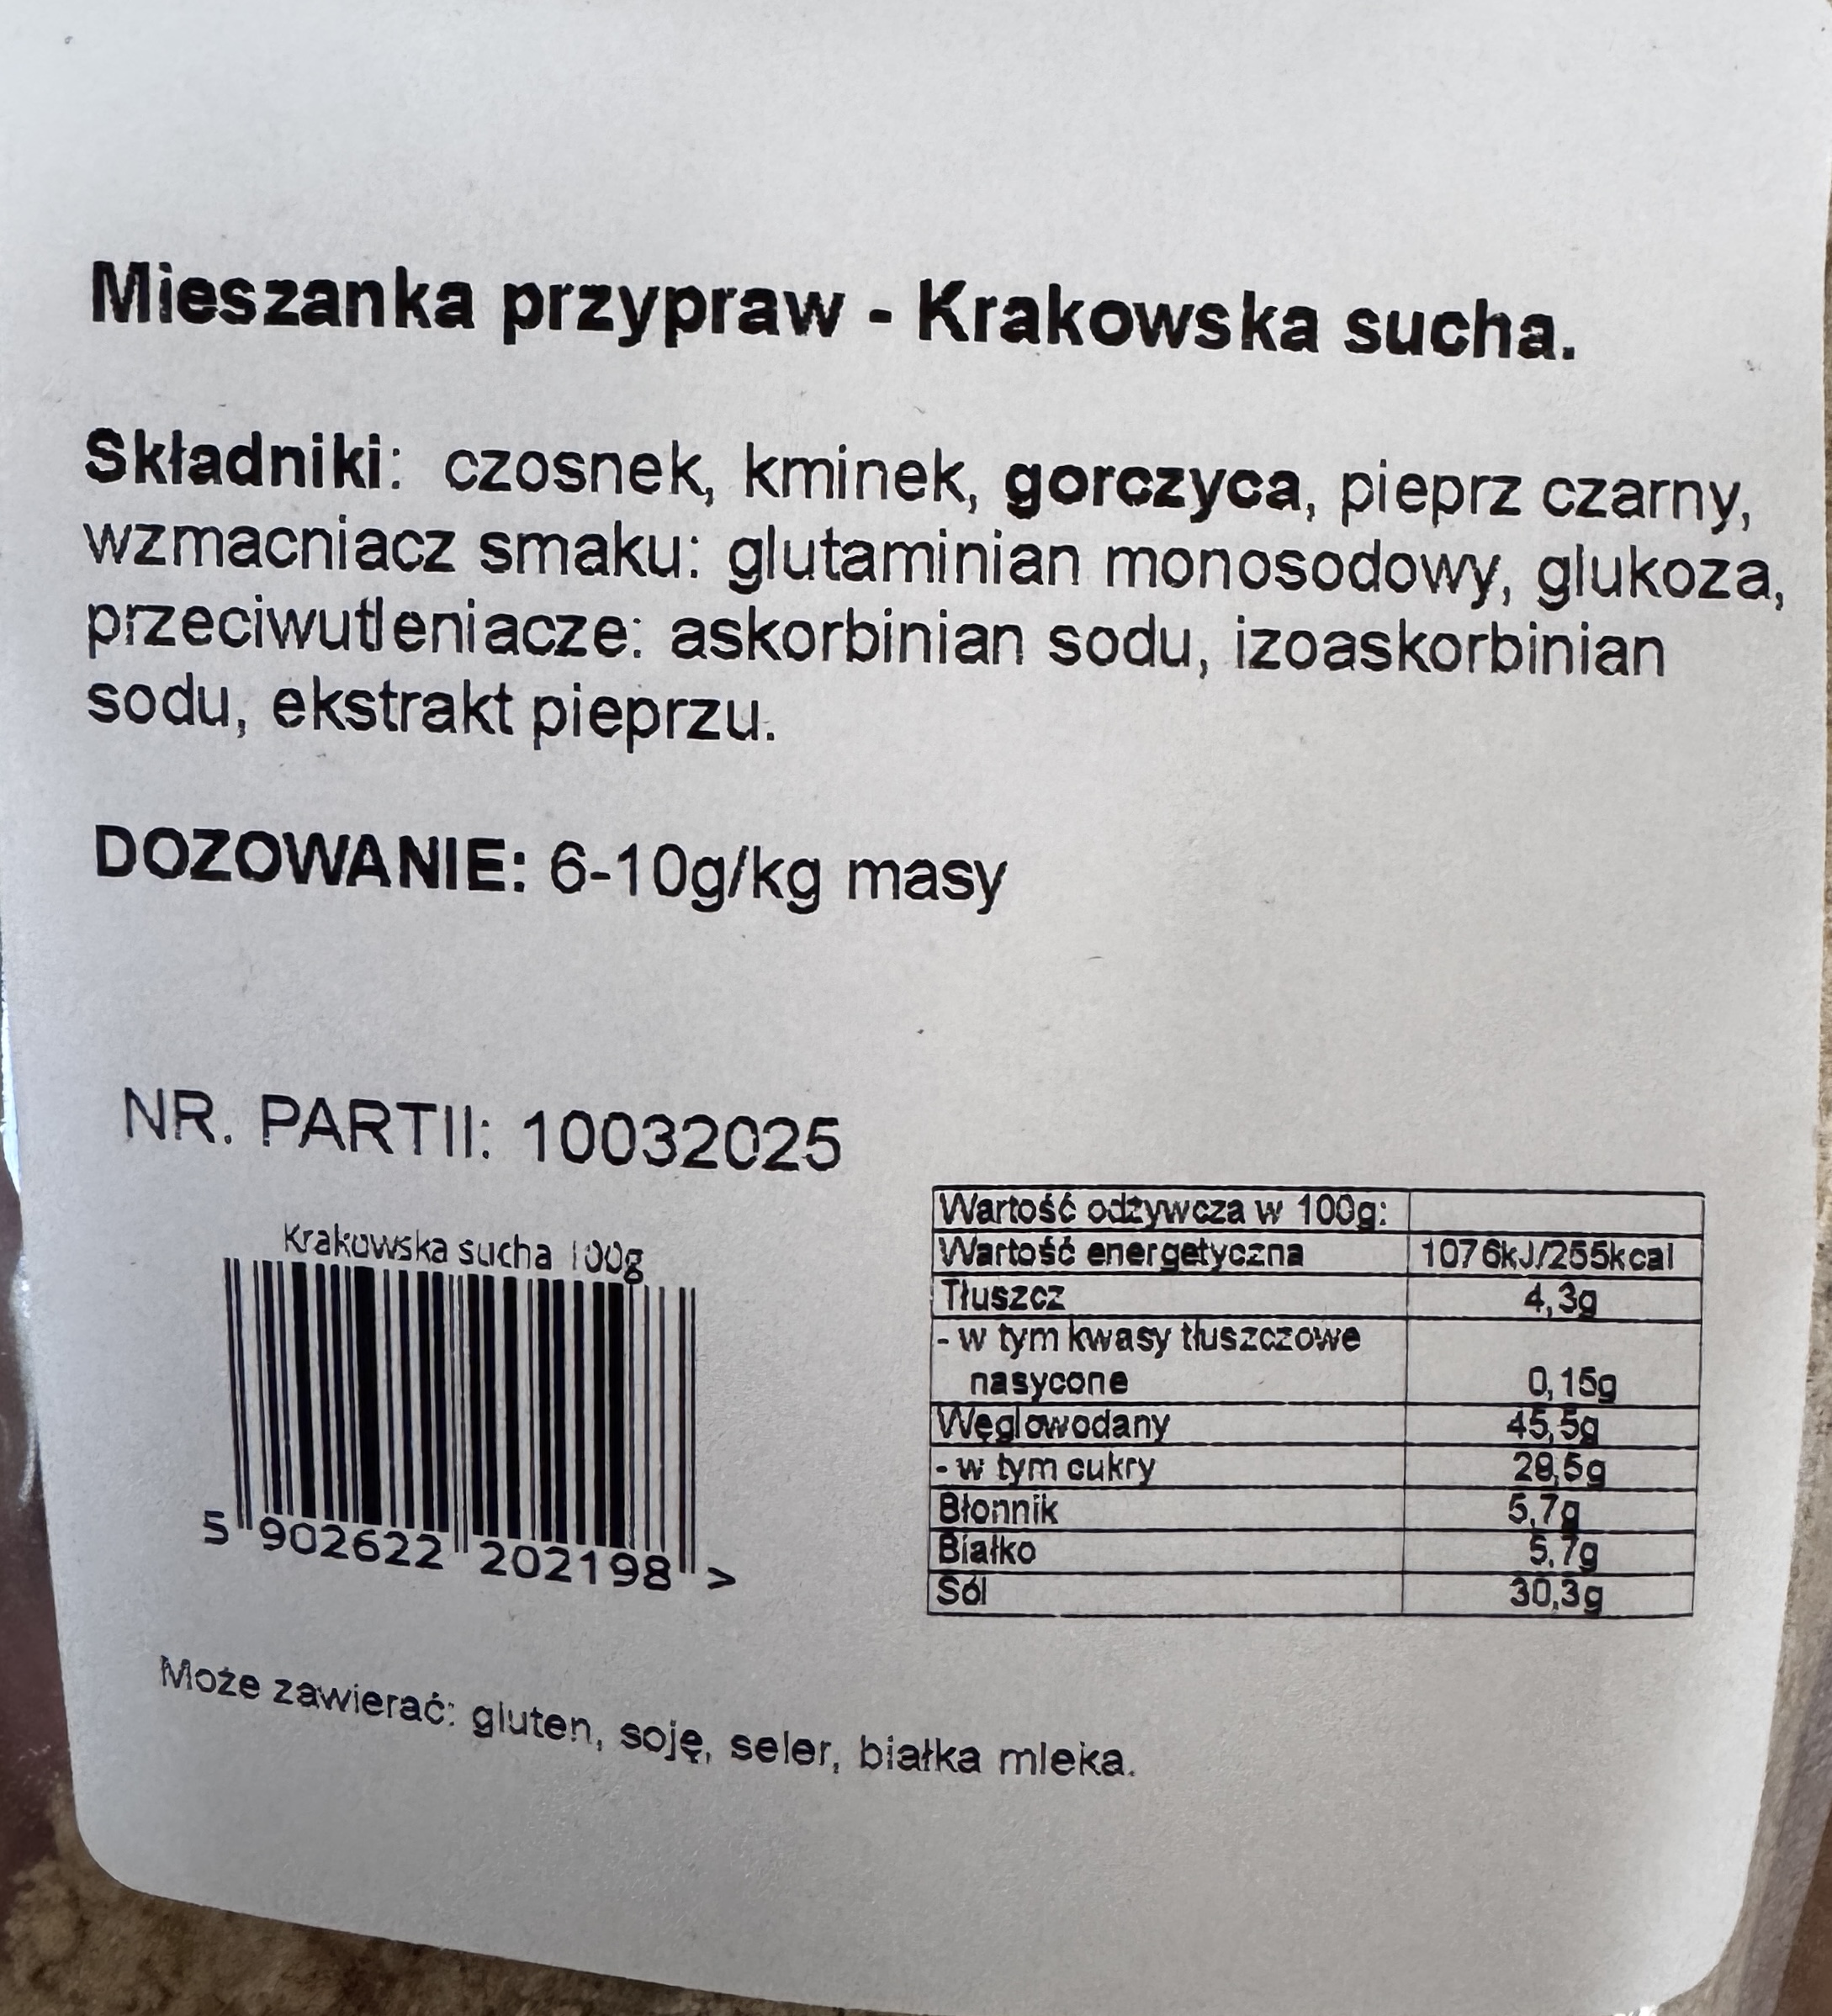 Mieszanka przypraw - Krakowska sucha.
Składniki: czosnek, kminek, gorczyca, pieprz czarny,
wzmacniacz smaku: glutaminian monosodowy, glukoza,
przeciwutleniacze: askorbinian sodu, izoaskorbinian
sodu, ekstrakt pieprzu.
DOZOWANIE: 6-10g/kg masy
NR. PARTII: 10032025
Krakowska sucha 100g
5 902622 202198 >
Wartość odżywcza w 100g:
Wartość energetyczna 1076kJ/255kcal
Tłuszcz 4,3g
- w tym kwasy tłuszczowe
nasycone 0,15g
Węglowodany 45,5g
- w tym cukry 28,5g
Błonnik 5,7g
Białko 5,7g
Sól 30,3g
Może zawierać: gluten, soję, seler, białka mleka.